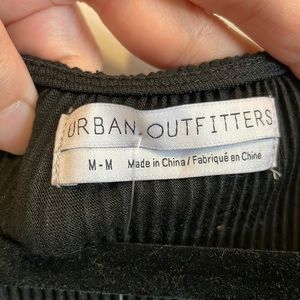 URBAN OUTFITTERS
M-M Made in China/Fabriqué en Chine